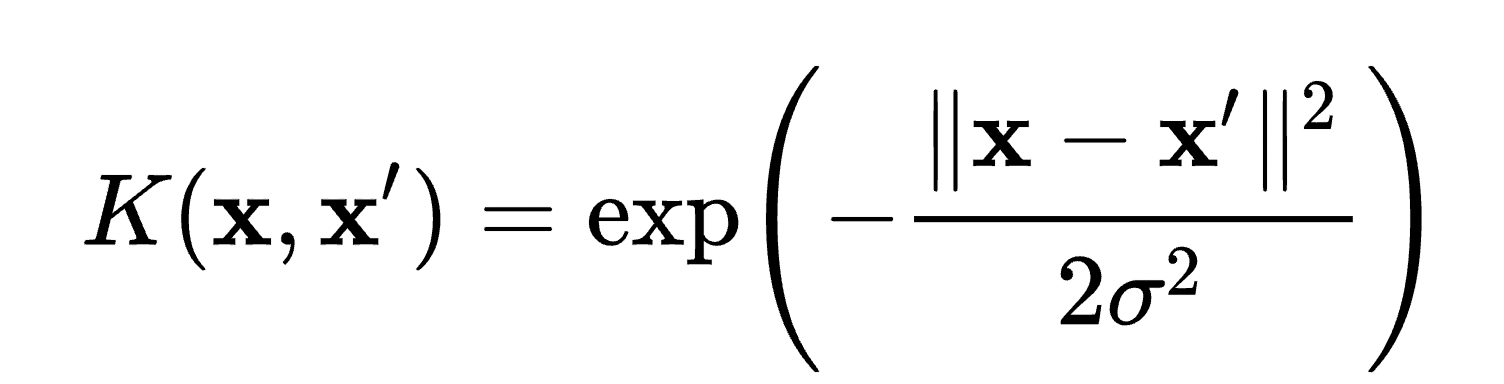 K(𝐱, 𝐱′) = exp(−‖𝐱 − 𝐱′‖² / 2σ²)